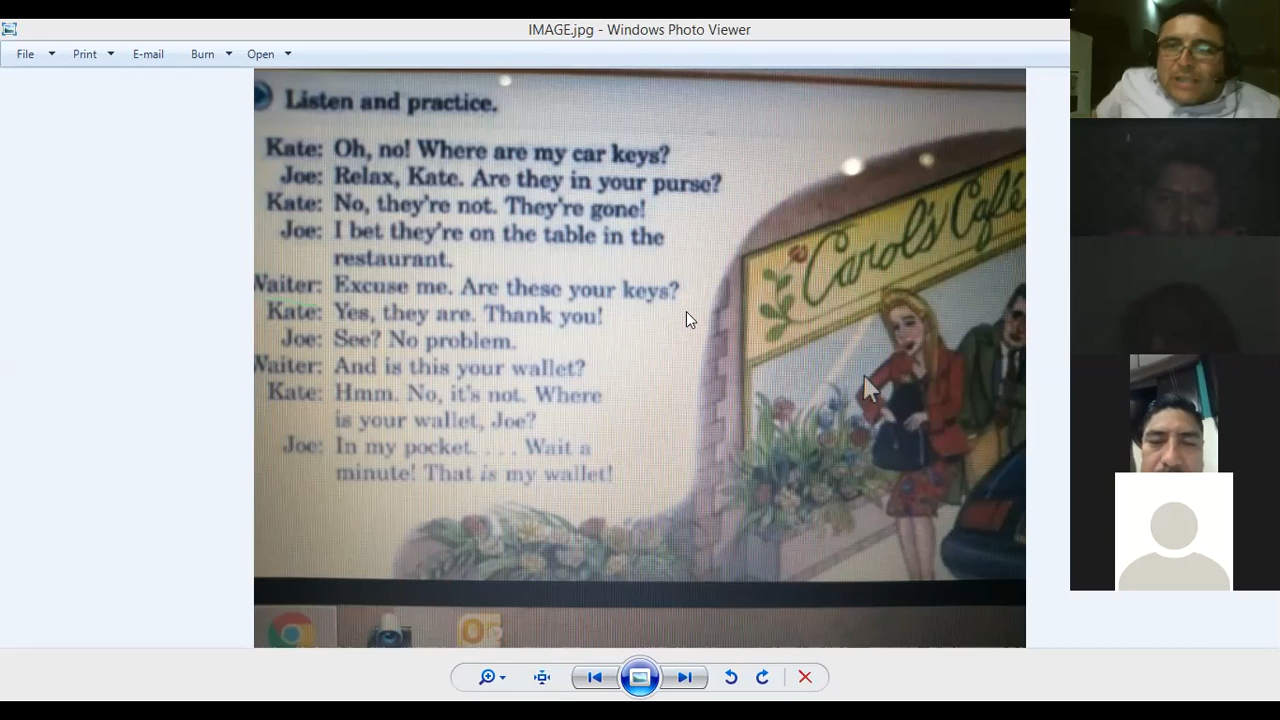 IMAGE.jpg - Windows Photo Viewer
File Print E-mail Burn Open
Listen and practice.
Kate: Oh, no! Where are my car keys?
Joe: Relax, Kate. Are they in your purse?
Kate: No, they're not. They're gone!
Joe: I bet they're on the table in the
restaurant.
Waiter: Excuse me. Are these your keys?
Kate: Yes, they are. Thank you!
Joe: See? No problem.
Waiter: And is this your wallet?
Kate: Hmm. No, it's not. Where
is your wallet, Joe?
Joe: In my pocket. . . . Wait a
minute! That is my wallet!
Carol's Café